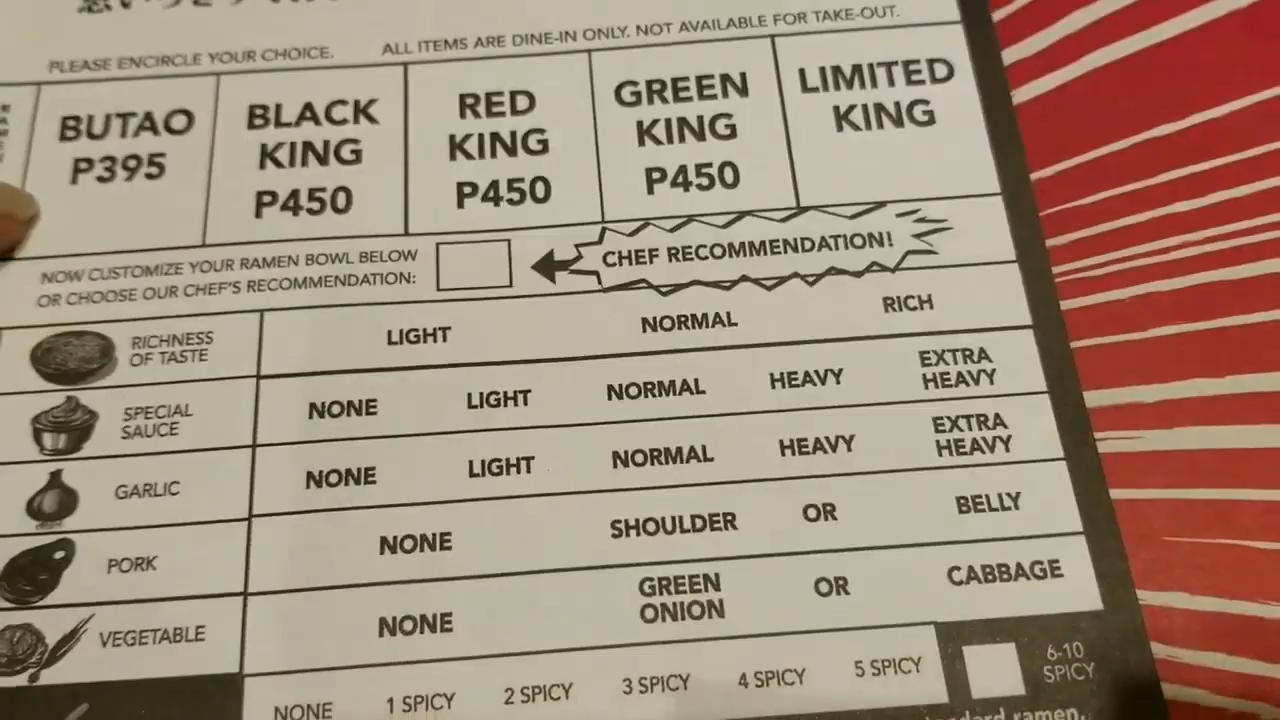 PLEASE ENCIRCLE YOUR CHOICE. ALL ITEMS ARE DINE-IN ONLY. NOT AVAILABLE FOR TAKE-OUT.
BUTAO
P395
BLACK
KING
P450
RED
KING
P450
GREEN
KING
P450
LIMITED
KING
NOW CUSTOMIZE YOUR RAMEN BOWL BELOW
OR CHOOSE OUR CHEF'S RECOMMENDATION:
CHEF RECOMMENDATION!
RICHNESS
OF TASTE
LIGHT NORMAL RICH
SPECIAL
SAUCE
NONE LIGHT NORMAL HEAVY EXTRA
HEAVY
GARLIC
NONE LIGHT NORMAL HEAVY EXTRA
HEAVY
PORK
NONE SHOULDER OR BELLY
VEGETABLE
NONE GREEN
ONION OR CABBAGE
NONE 1 SPICY 2 SPICY 3 SPICY 4 SPICY 5 SPICY
6-10
SPICY
ramen.